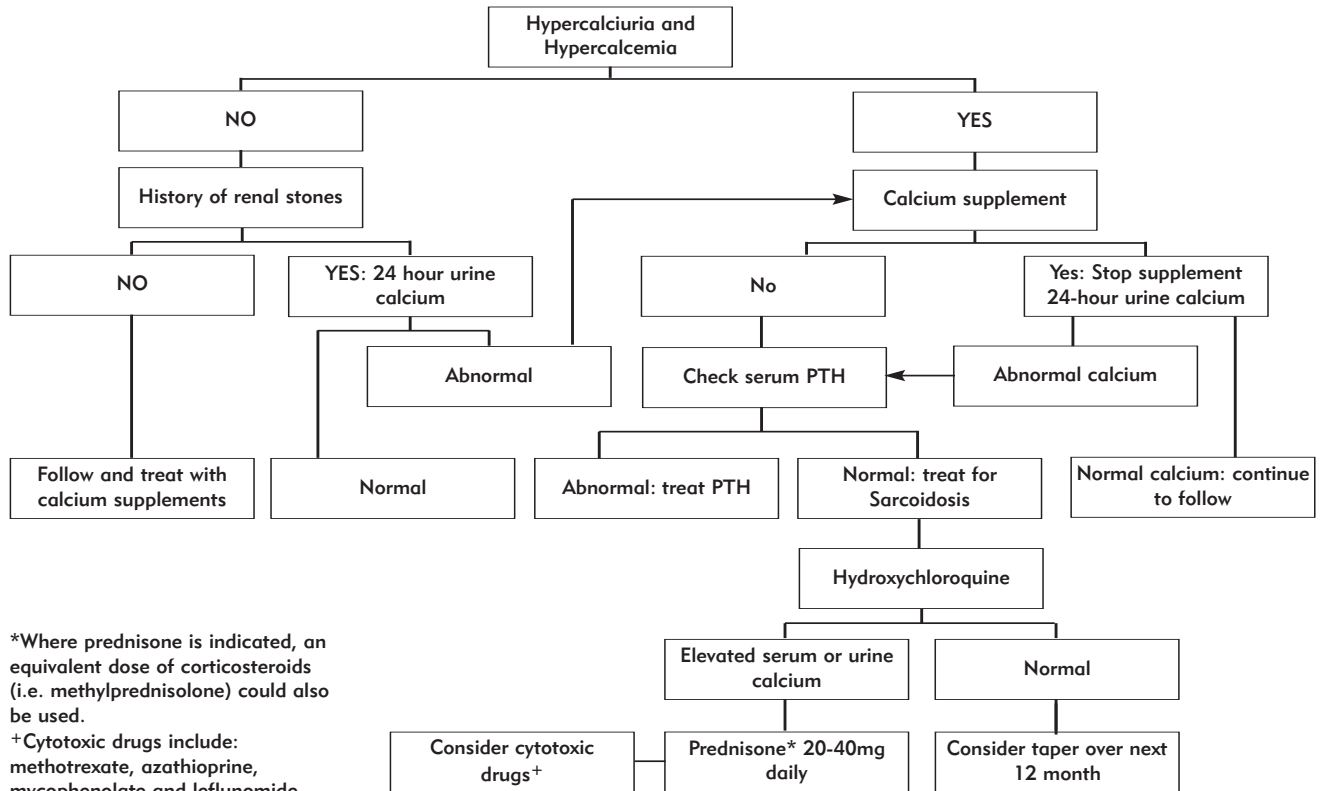 Hypercalciuria and
Hypercalcemia
NO
YES
History of renal stones
Calcium supplement
NO
YES: 24 hour urine
calcium
No
Yes: Stop supplement
24-hour urine calcium
Abnormal
Check serum PTH
Abnormal calcium
Follow and treat with
calcium supplements
Normal
Abnormal: treat PTH
Normal: treat for
Sarcoidosis
Normal calcium: continue
to follow
Hydroxychloroquine
Elevated serum or urine
calcium
Normal
Consider cytotoxic
drugs+
Prednisone* 20-40mg
daily
Consider taper over next
12 month
*Where prednisone is indicated, an
equivalent dose of corticosteroids
(i.e. methylprednisolone) could also
be used.
+Cytotoxic drugs include:
methotrexate, azathioprine,
mycophenolate and leflunomide